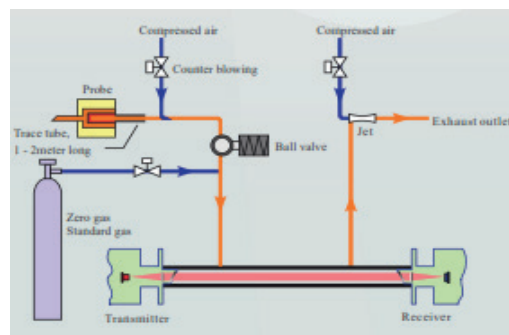 Compressed air
Compressed air
Counter blowing
Probe
Trace tube,
1 - 2meter long
Jet
Exhaust outlet
Ball valve
Zero gas
Standard gas
Transmitter
Receiver